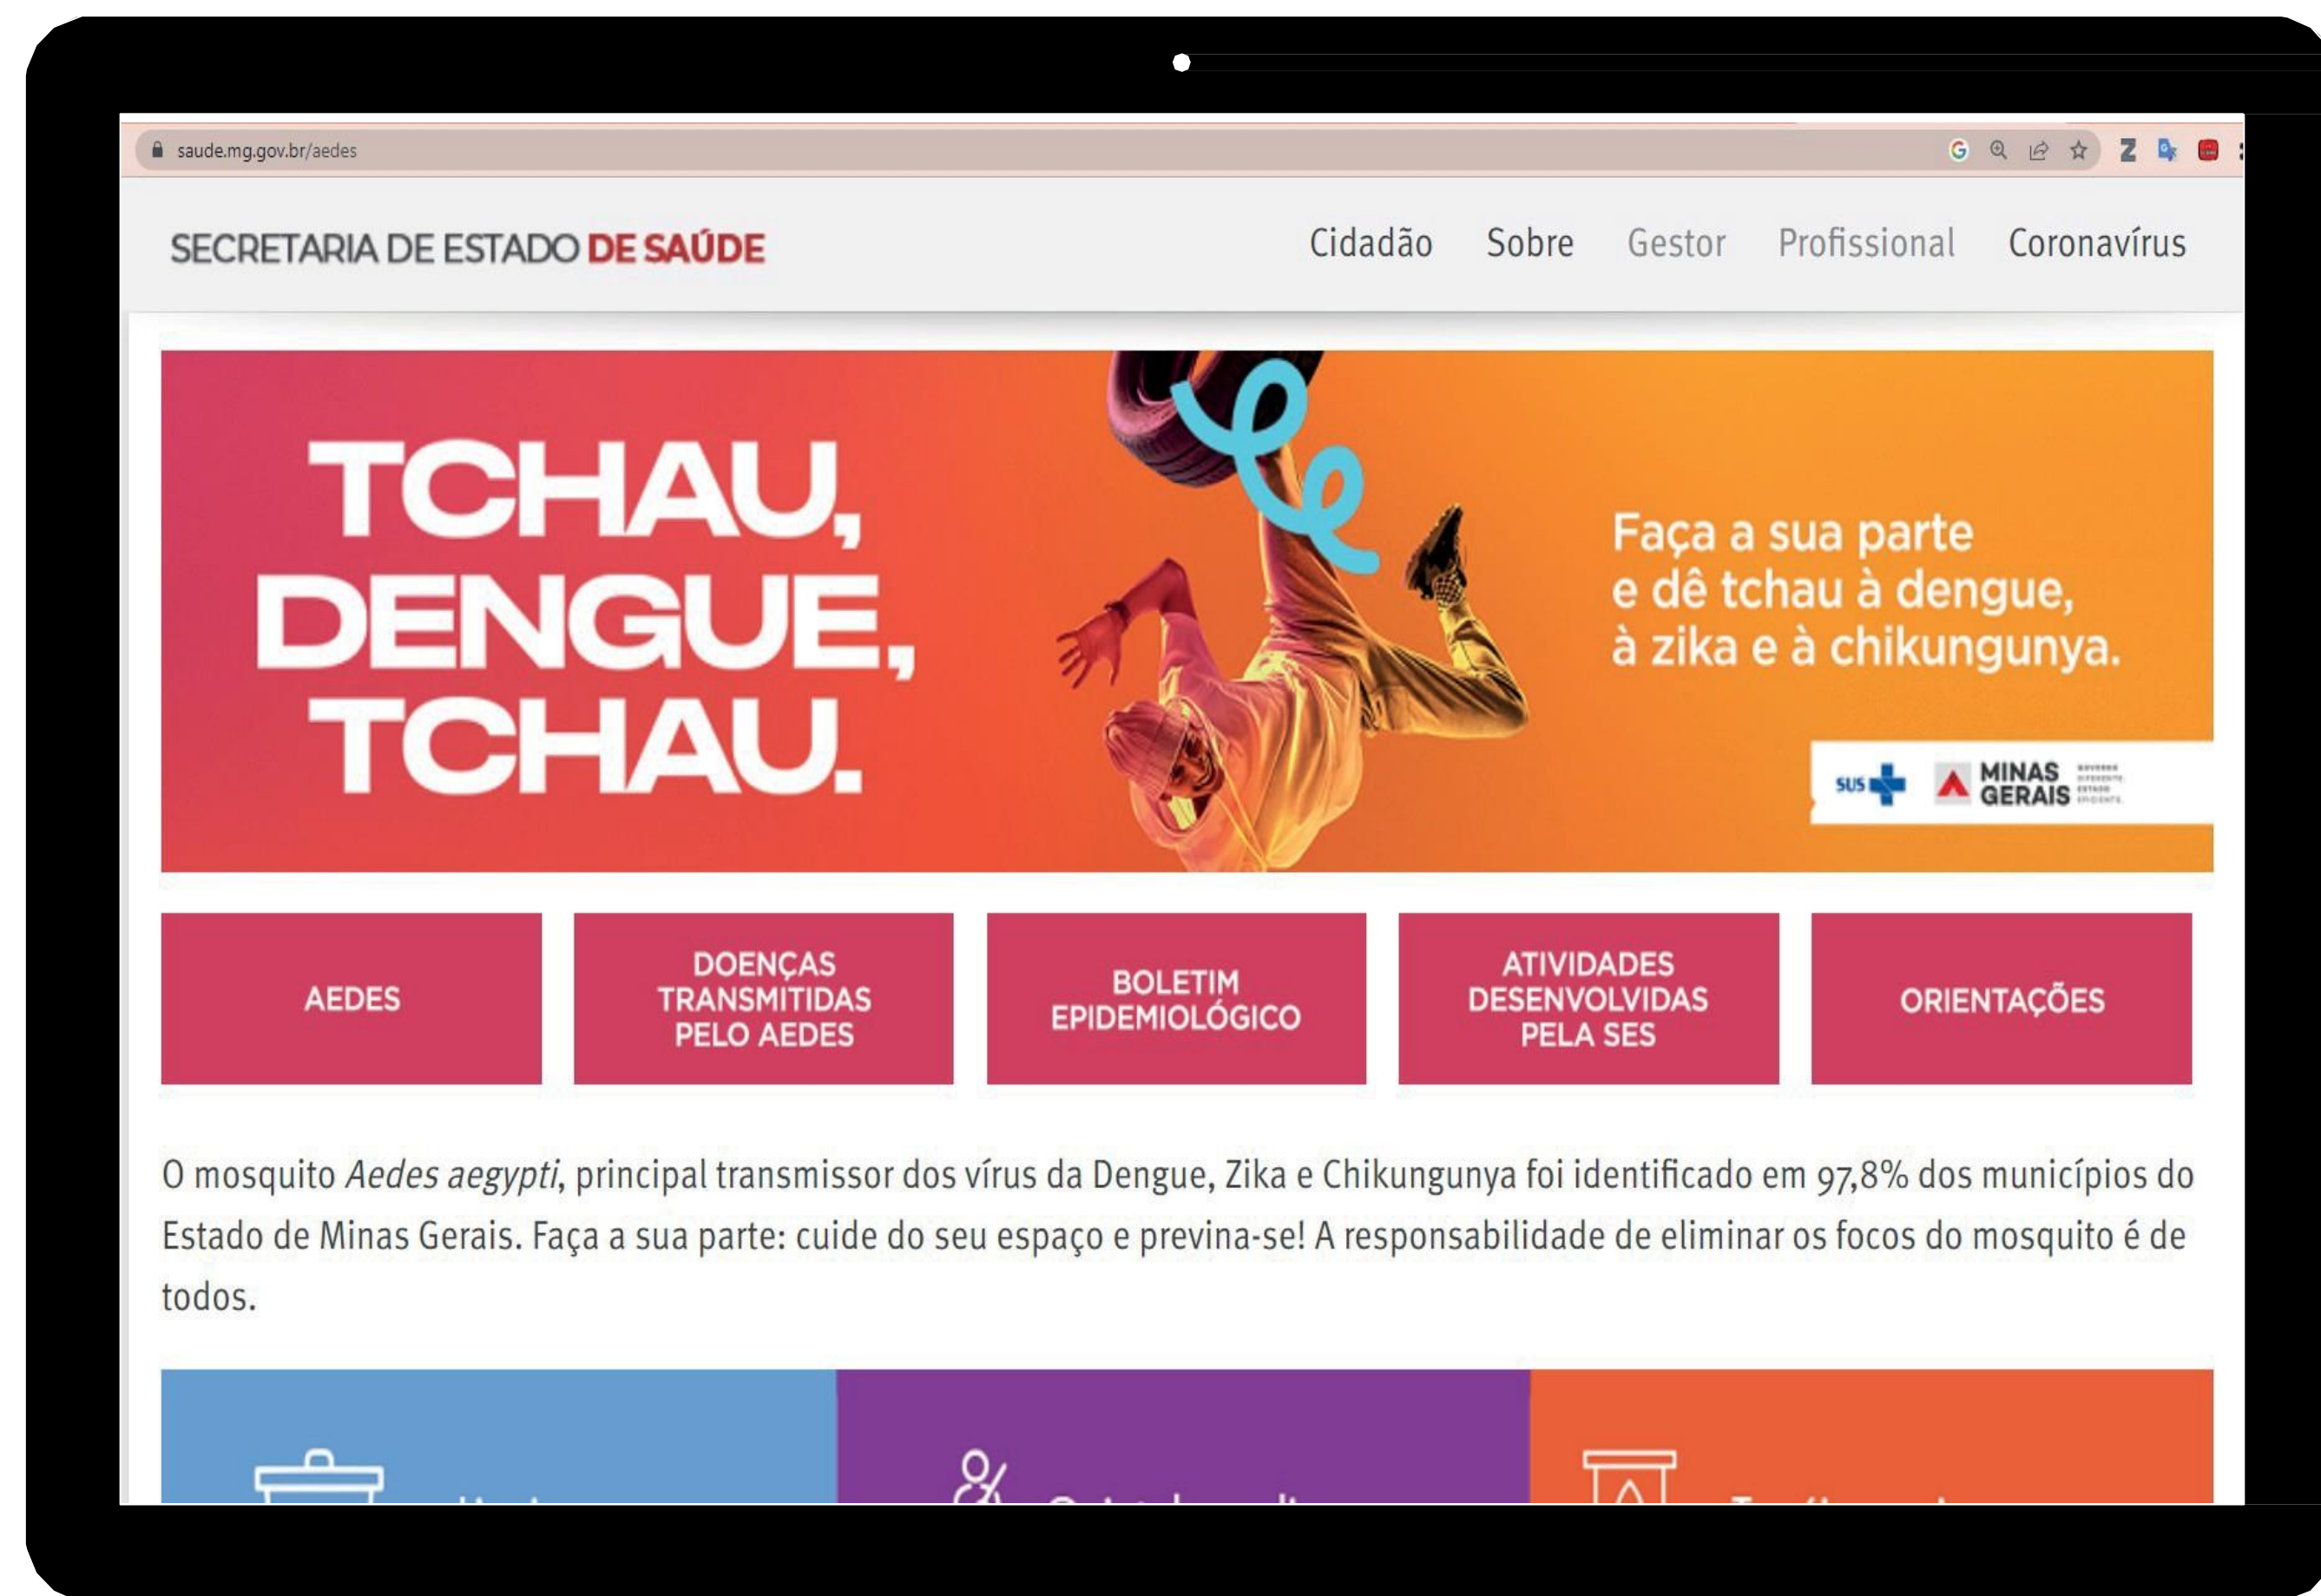 saude.mg.gov.br/aedes
SECRETARIA DE ESTADO DE SAÚDE
Cidadão Sobre Gestor Profissional Coronavírus
TCHAU,
DENGUE,
TCHAU.
Faça a sua parte
e dê tchau à dengue,
à zika e à chikungunya.
SUS
MINAS
GERAIS
AEDES
DOENÇAS
TRANSMITIDAS
PELO AEDES
BOLETIM
EPIDEMIOLÓGICO
ATIVIDADES
DESENVOLVIDAS
PELA SES
ORIENTAÇÕES
O mosquito Aedes aegypti, principal transmissor dos vírus da Dengue, Zika e Chikungunya foi identificado em 97,8% dos municípios do
Estado de Minas Gerais. Faça a sua parte: cuide do seu espaço e previna-se! A responsabilidade de eliminar os focos do mosquito é de
todos.